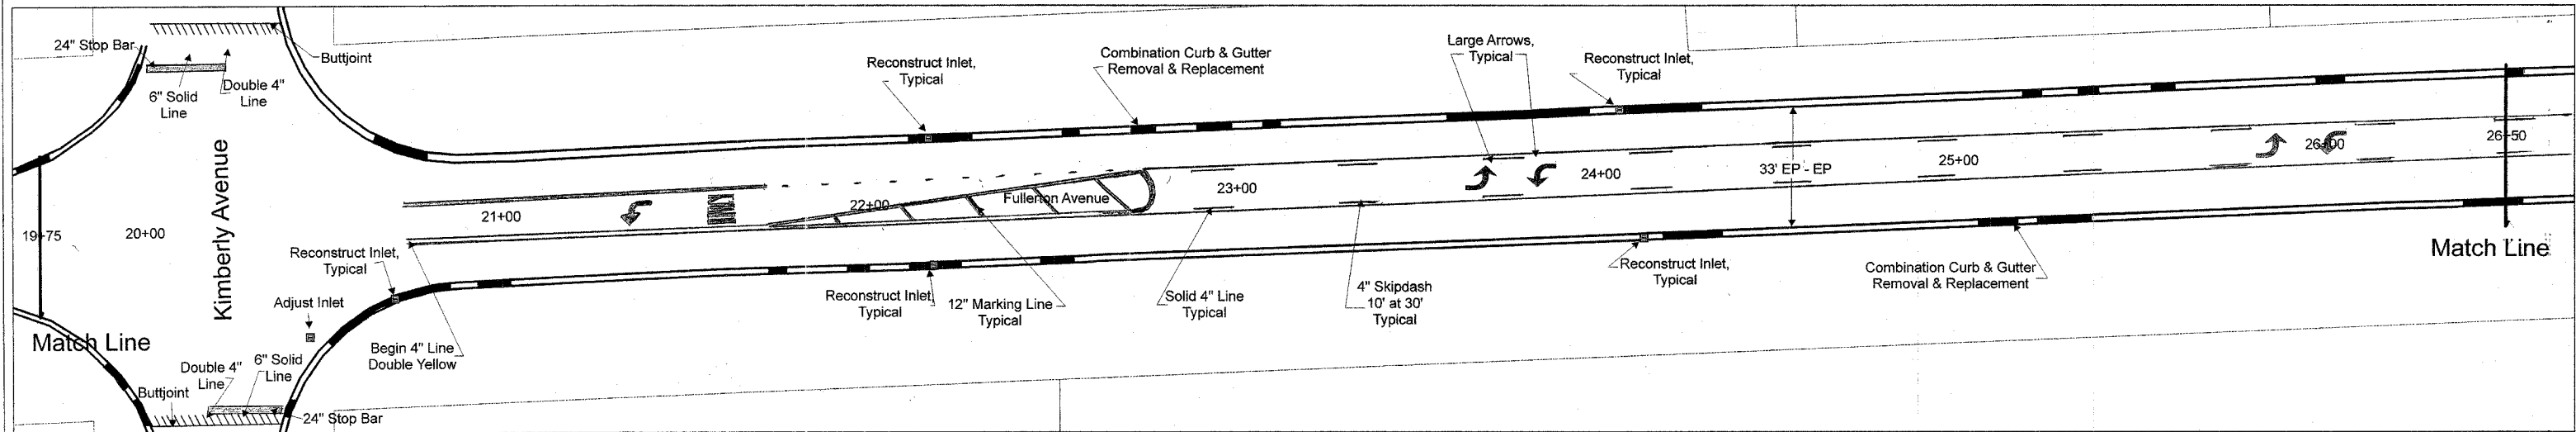 24" Stop Bar
Buttjoint
6" Solid
Line
Double 4"
Line
Reconstruct Inlet,
Typical
Combination Curb & Gutter
Removal & Replacement
Large Arrows,
Typical
Reconstruct Inlet,
Typical
Kimberly Avenue
19+75
20+00
21+00
22+00
Fullerton Avenue
23+00
24+00
33' EP - EP
25+00
26+00
26+50
Match Line
Match Line
Reconstruct Inlet,
Typical
Adjust Inlet
Begin 4" Line
Double Yellow
Reconstruct Inlet,
Typical
12" Marking Line
Typical
Solid 4" Line
Typical
4" Skipdash
10' at 30'
Typical
Reconstruct Inlet,
Typical
Combination Curb & Gutter
Removal & Replacement
Double 4"
Line
6" Solid
Line
Buttjoint
24" Stop Bar